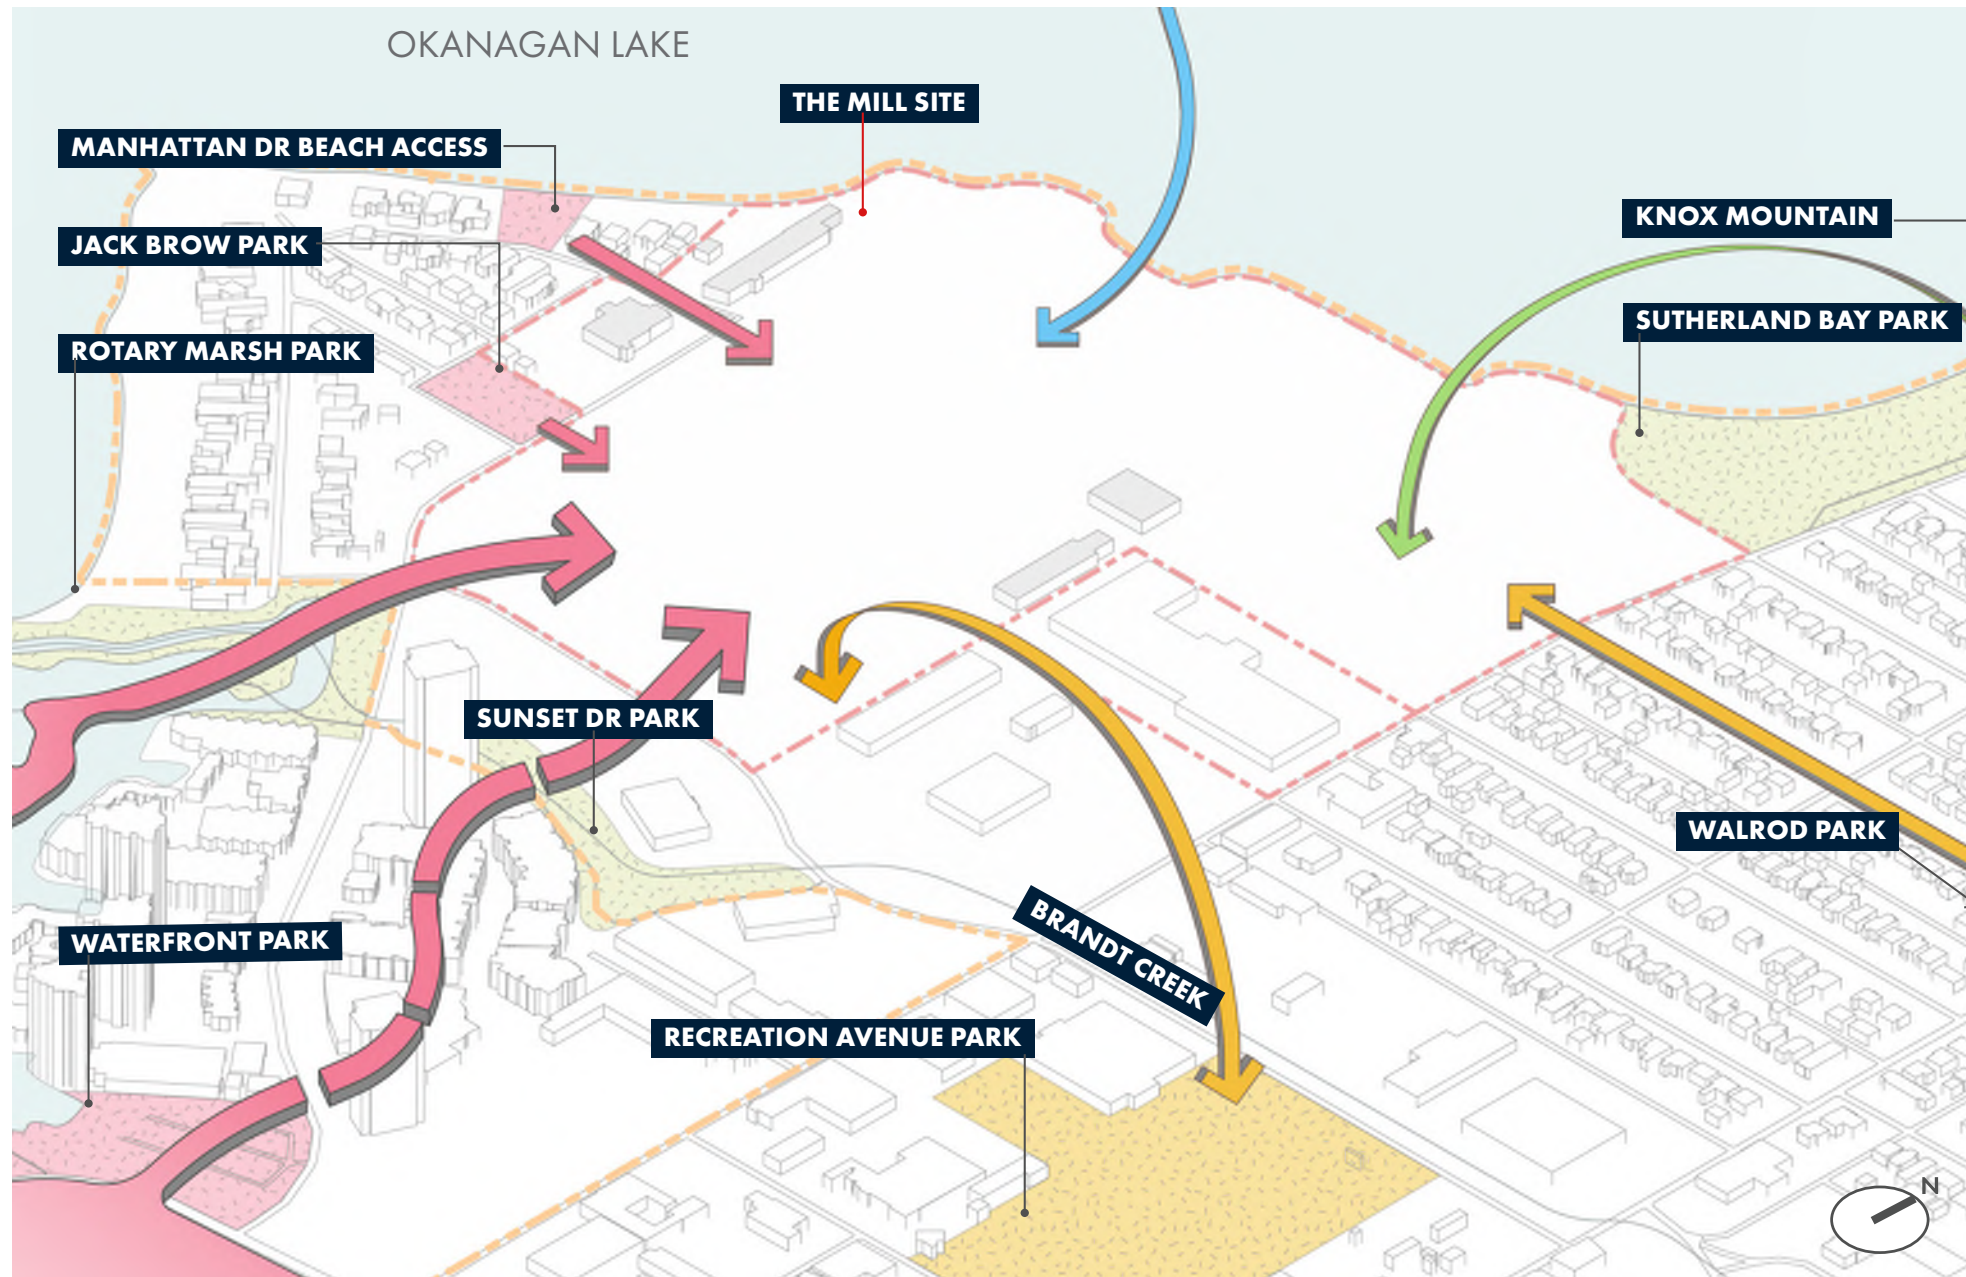 OKANAGAN LAKE
THE MILL SITE
MANHATTAN DR BEACH ACCESS
KNOX MOUNTAIN
JACK BROW PARK
SUTHERLAND BAY PARK
ROTARY MARSH PARK
SUNSET DR PARK
WALROD PARK
WATERFRONT PARK
BRANDT CREEK
RECREATION AVENUE PARK
N